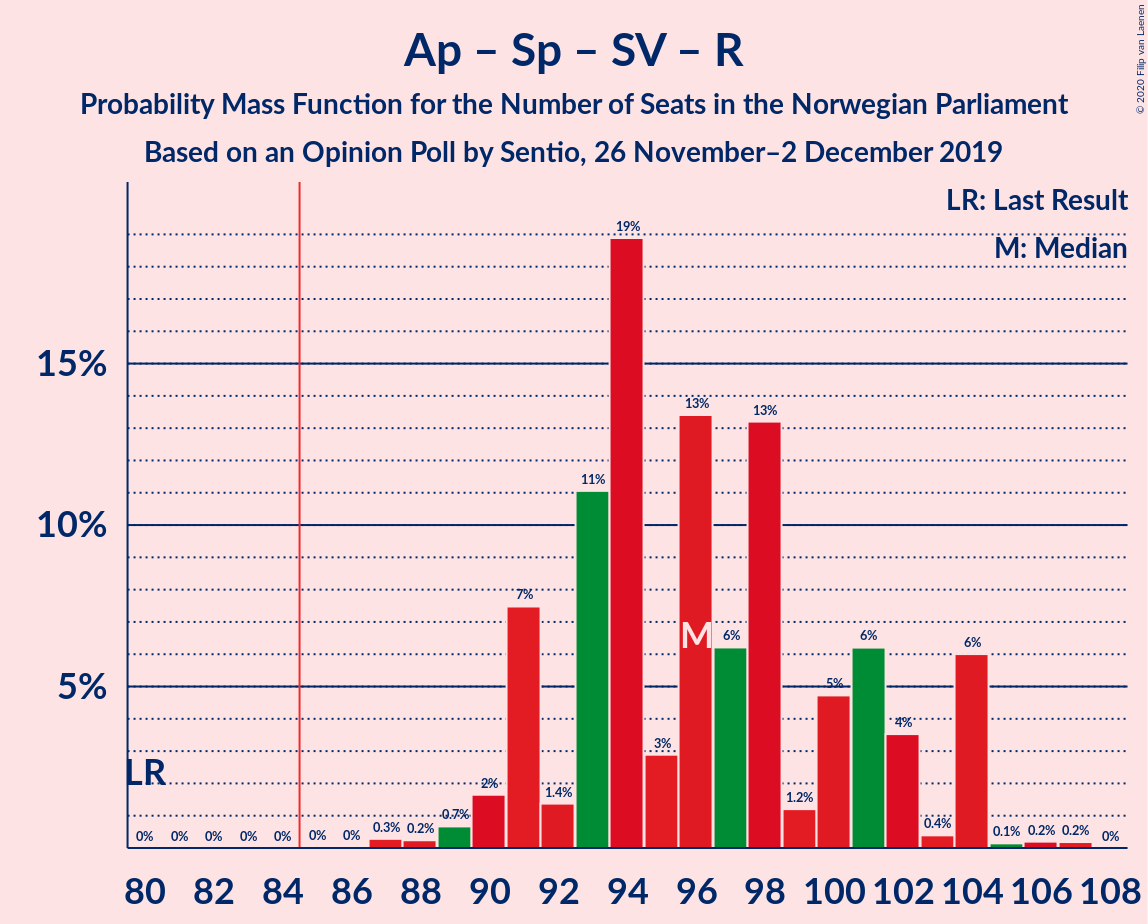 Ap – Sp – SV – R
Probability Mass Function for the Number of Seats in the Norwegian Parliament
Based on an Opinion Poll by Sentio, 26 November–2 December 2019
© 2020 Filip van Laenen
LR: Last Result
M: Median
15%
10%
5%
LR
M
0% 0% 0% 0% 0% 0% 0% 0.3% 0.2% 0.7% 2% 7% 1.4% 11% 19% 3% 13% 6% 13% 1.2% 5% 6% 4% 0.4% 6% 0.1% 0.2% 0.2% 0%
80 82 84 86 88 90 92 94 96 98 100 102 104 106 108